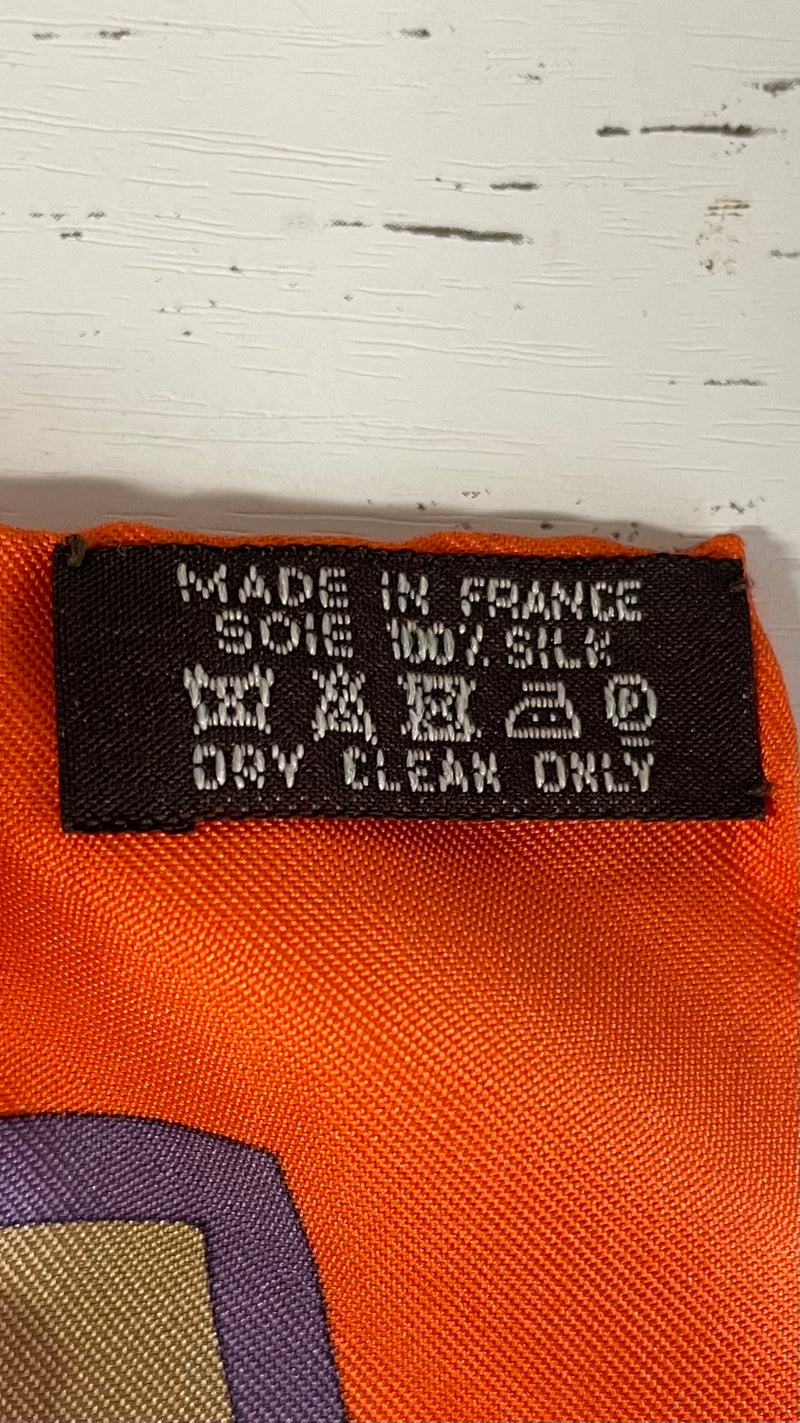 MADE IN FRANCE
SOIE 100% SILK
P
DRY CLEAN ONLY